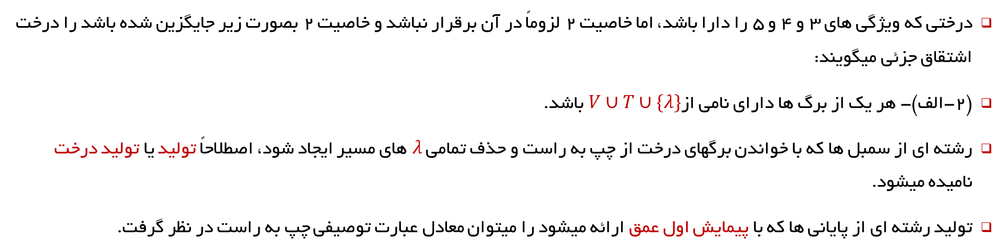 ❑ درختی که ویژگی های ۳ و ۴ و ۵ را دارا باشد، اما خاصیت ۲ لزوماً در آن برقرار نباشد و خاصیت ۲ بصورت زیر جایگزین شده باشد را درخت
اشتقاق جزئی میگویند:
❑ (۲-الف)- هر یک از برگ ها دارای نامی از V ∪ T ∪ {λ} باشد.
❑ رشته ای از سمبل ها که با خواندن برگهای درخت از چپ به راست و حذف تمامی λ های مسیر ایجاد شود، اصطلاحاً تولید یا تولید درخت
نامیده میشود.
❑ تولید رشته ای از پایانی ها که با پیمایش اول عمق ارائه میشود را میتوان معادل عبارت توصیفی چپ به راست در نظر گرفت.